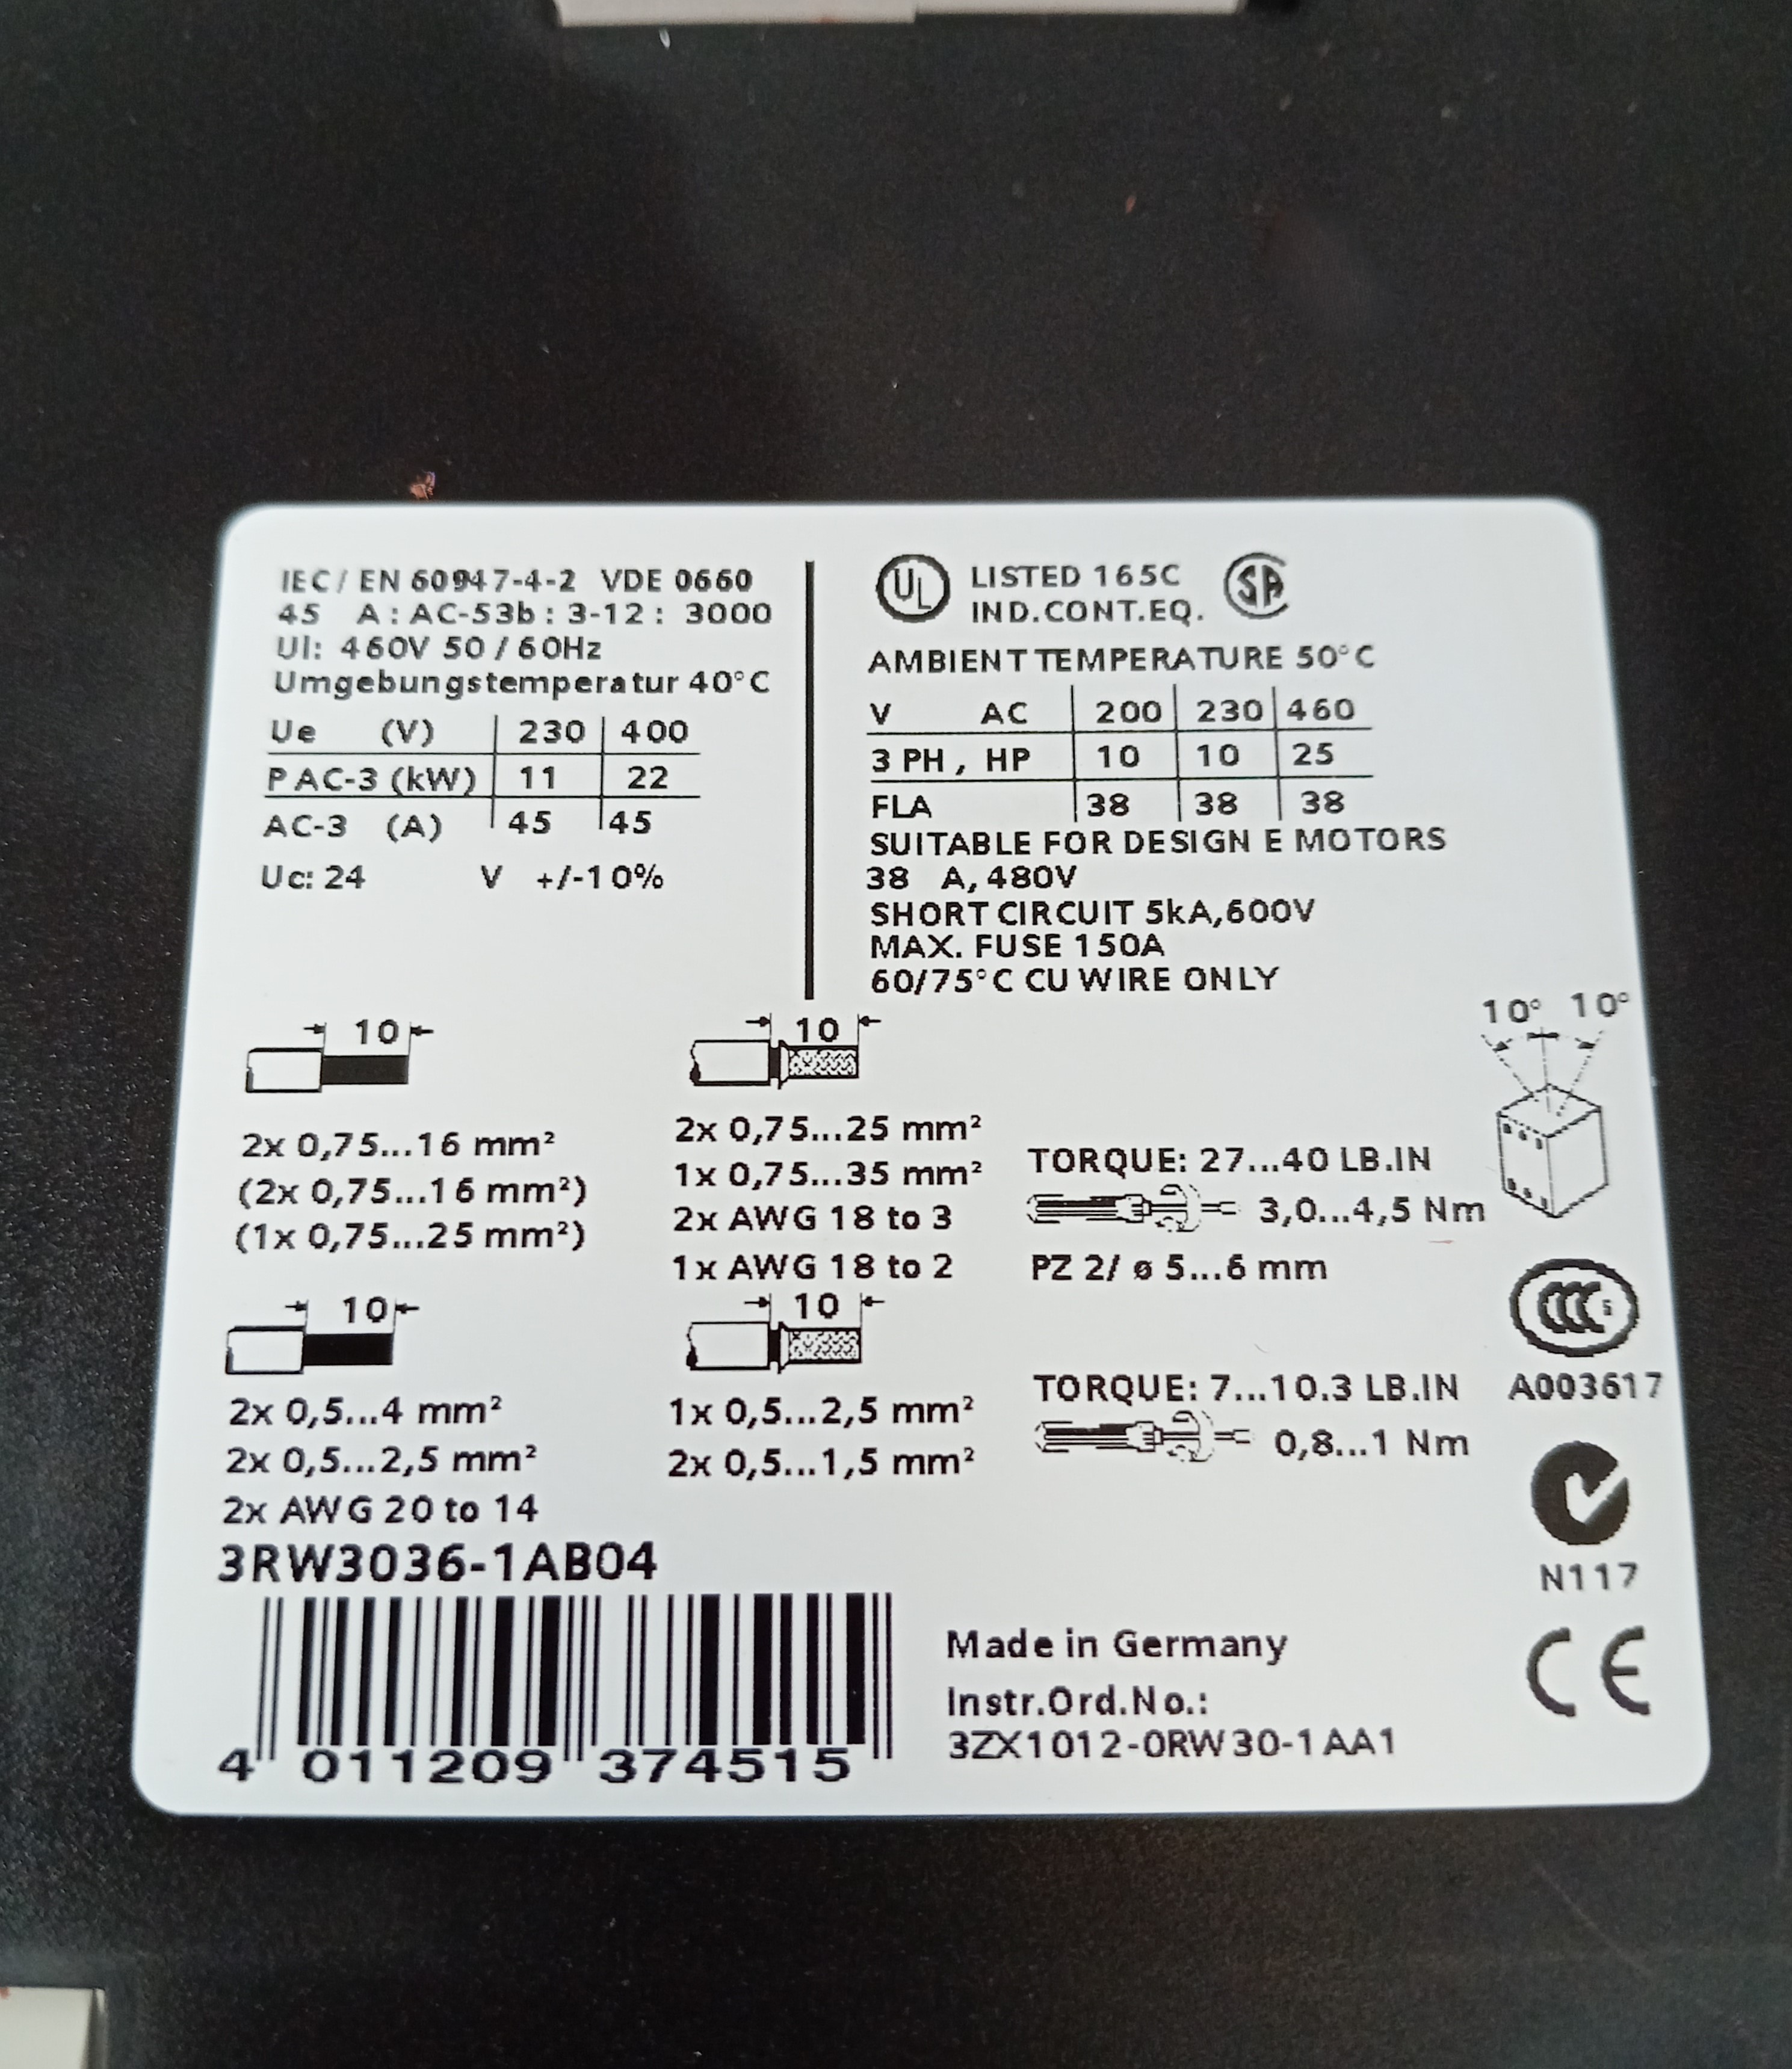 IEC/ EN 60947-4-2 VDE 0660
45 A: AC-53b: 3-12: 3000
UI: 460V 50/60Hz
Umgebungstemperatur 40°C
Ue (V) 230 400
P AC-3 (kW) 11 22
AC-3 (A) 45 45
Uc: 24 V +/-10%
UL LISTED 165C SA
IND.CONT.EQ.
AMBIENT TEMPERATURE 50°C
V AC 200 230 460
3 PH, HP 10 10 25
FLA 38 38 38
SUITABLE FOR DESIGN E MOTORS
38 A, 480V
SHORT CIRCUIT 5kA,600V
MAX. FUSE 150A
60/75°C CU WIRE ONLY
10° 10°
10
2x 0,75...16 mm²
(2x 0,75...16 mm²)
(1x 0,75...25 mm²)
10
2x 0,75...25 mm²
1x 0,75...35 mm²
2x AWG 18 to 3
1x AWG 18 to 2
TORQUE: 27...40 LB.IN
3,0...4,5 Nm
PZ 2/ ø 5...6 mm
10
2x 0,5...4 mm²
2x 0,5...2,5 mm²
2x AWG 20 to 14
10
1x 0,5...2,5 mm²
2x 0,5...1,5 mm²
TORQUE: 7...10.3 LB.IN
0,8...1 Nm
CCC S
A003617
N117
CE
3RW3036-1AB04
4 011209 374515
Made in Germany
Instr.Ord.No.:
3ZX1012-0RW30-1AA1